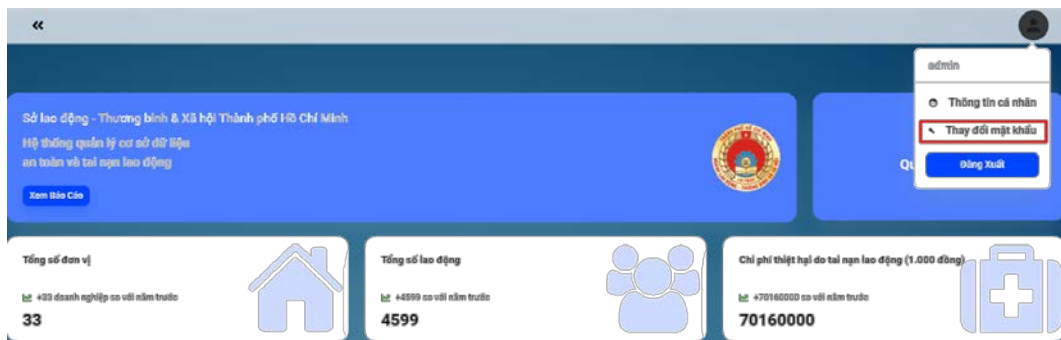 «
admin
Thông tin cá nhân
Thay đổi mật khẩu
Đăng Xuất
Sở lao động - Thương binh & Xã hội Thành phố Hồ Chí Minh
Hệ thống quản lý cơ sở dữ liệu
an toàn vè tai nạn lao động
Xem Báo Cáo
Tổng số đơn vị
+33 doanh nghiệp so với năm trước
33
Tổng số lao động
+4599 so với năm trước
4599
Chi phí thiệt hại do tai nạn lao động (1.000 đồng)
+70160000 so với năm trước
70160000